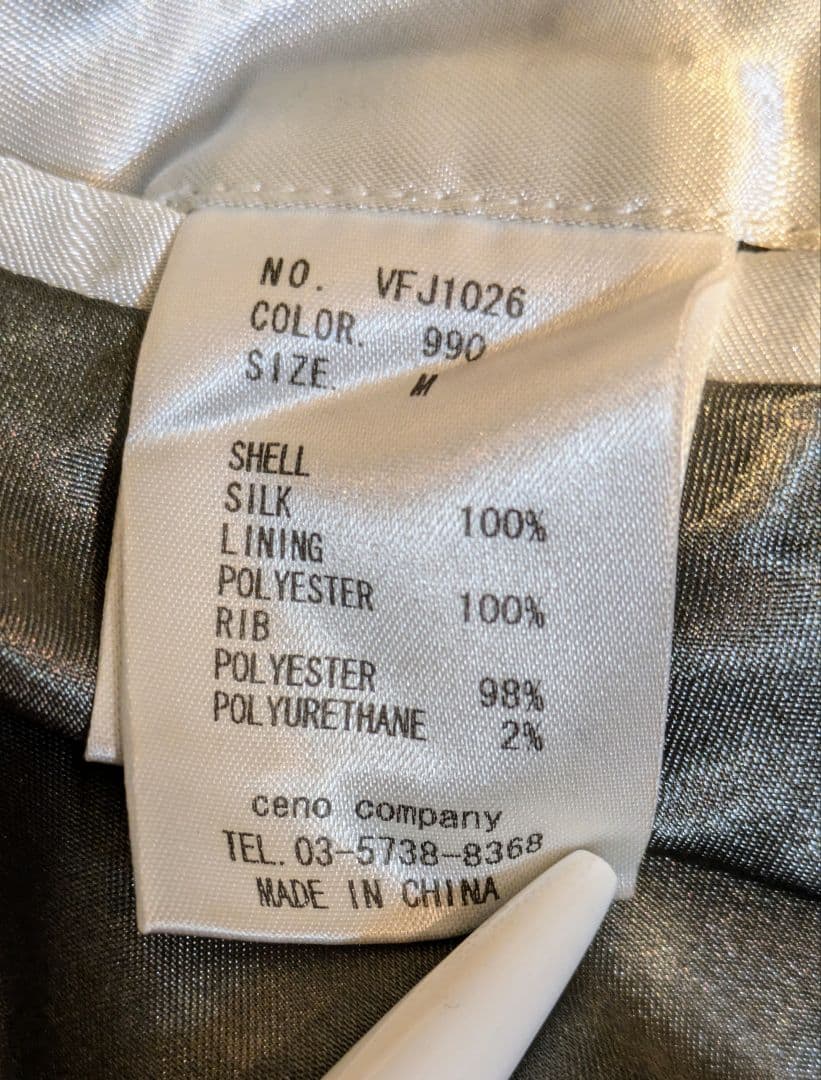 NO. VFJ1026
COLOR. 990
SIZE. M
SHELL
SILK 100%
LINING
POLYESTER 100%
RIB
POLYESTER 98%
POLYURETHANE 2%
ceno company
TEL. 03-5738-8368
MADE IN CHINA